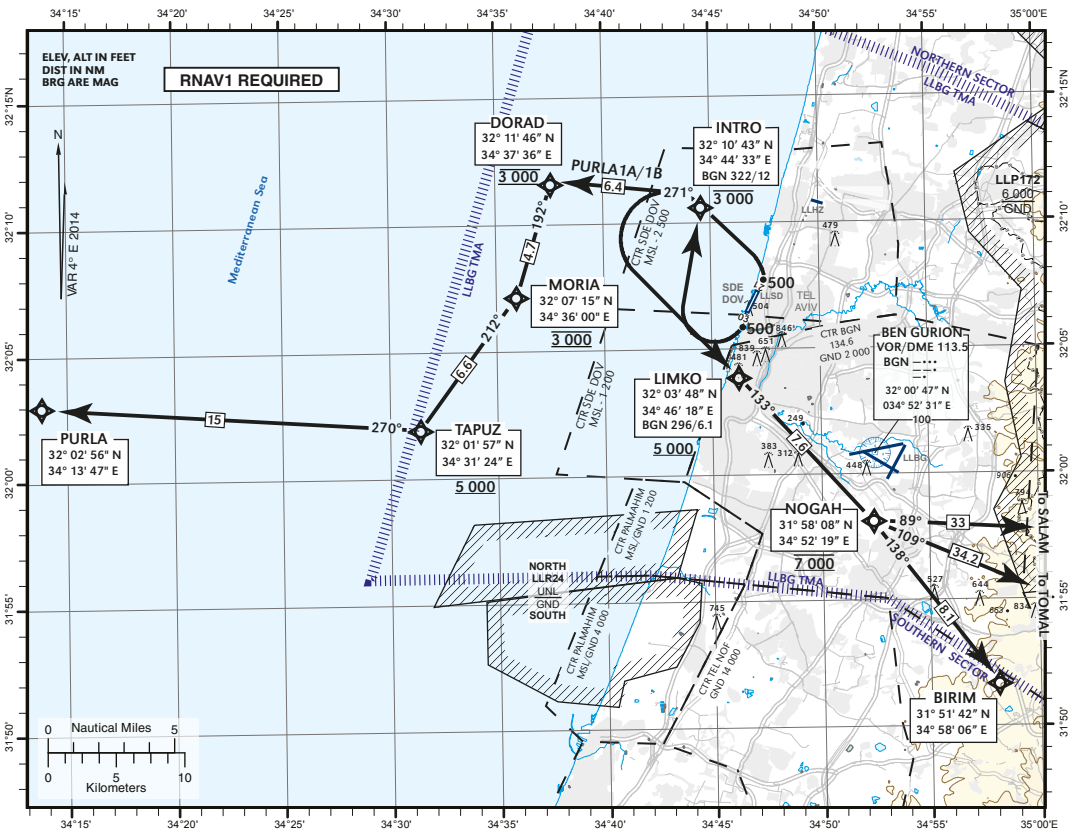 34°15'
34°20'
34°25'
34°30'
34°35'
34°40'
34°45'
34°50'
34°55'
35°00'E
ELEV, ALT IN FEET
DIST IN NM
BRG ARE MAG
RNAV1 REQUIRED
NORTHERN SECTOR
LLBG TMA
32°15'N
32°15'N
DORAD
32° 11' 46" N
34° 37' 36" E
3 000
INTRO
32° 10' 43" N
34° 44' 33" E
BGN 322/12
3 000
PURLA1A/1B
6.4
271°
N
VAR 4° E 2014
Mediterranean Sea
LLP172
6 000
GND
LLHZ
479
32°10'
32°10'
192°
4.7
CTR SDE DOV
MSL - 2 500
LLBG TMA
MORIA
32° 07' 15" N
34° 36' 00" E
3 000
212°
6.6
500
SDE
DOV
LLSD
504
TEL
AVIV
03
500
846
651
839
481
CTR BGN
134.6
GND 2 000
BEN GURION
VOR/DME 113.5
BGN
32° 00' 47" N
034° 52' 31" E
100
32°05'
32°05'
LIMKO
32° 03' 48" N
34° 46' 18" E
BGN 296/6.1
5 000
CTR SDE DOV
MSL - 1 200
133°
7.6
249
383
312
448
LLBG
335
906
794
15
270°
PURLA
32° 02' 56" N
34° 13' 47" E
TAPUZ
32° 01' 57" N
34° 31' 24" E
5 000
32°00'
32°00'
NOGAH
31° 58' 08" N
34° 52' 19" E
7 000
89°
33
109°
34.2
138°
8.1
To SALAM
To TOMAL
CTR PALMAHIM
MSL/GND 1 200
NORTH
LLR24
UNL
GND
SOUTH
CTR PALMAHIM
MSL/GND 4 000
LLBG TMA
SOUTHERN SECTOR
745
527
644
663
834
31°55'
31°55'
CTR TEL NOF
GND 14 000
BIRIM
31° 51' 42" N
34° 58' 06" E
31°50'
31°50'
0 Nautical Miles 5
0 5 10
Kilometers
34°15'
34°20'
34°25'
34°30'
34°35'
34°40'
34°45'
34°50'
34°55'
35°00'E